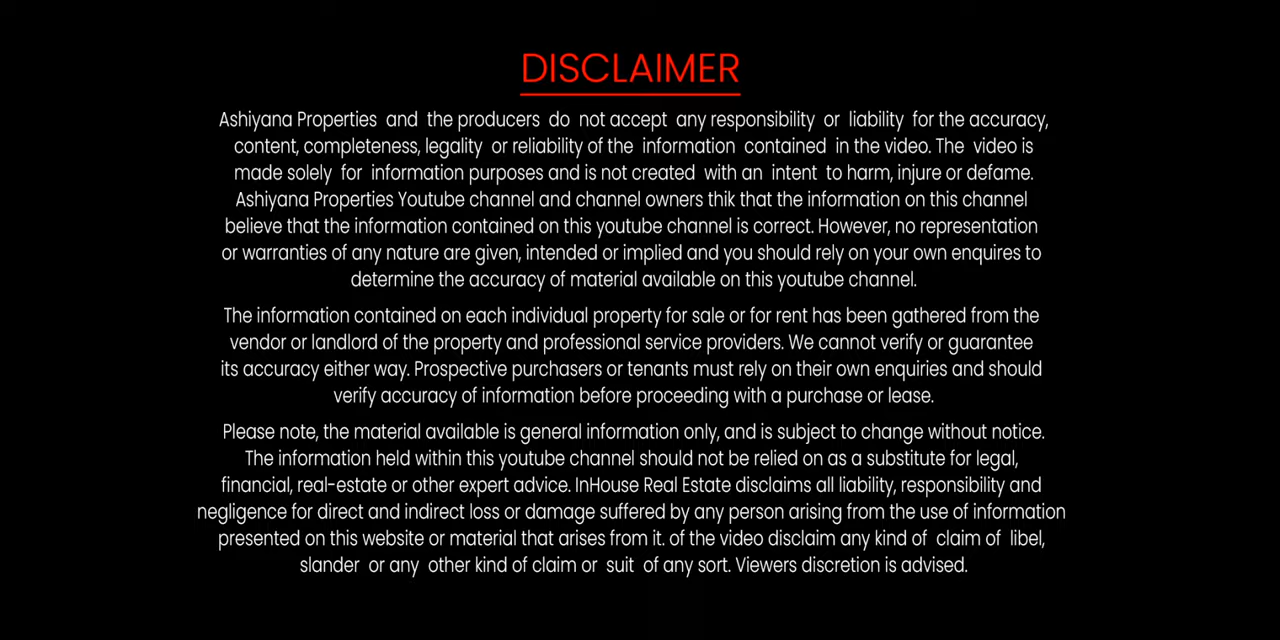 DISCLAIMER
Ashiyana Properties and the producers do not accept any responsibility or liability for the accuracy,
content, completeness, legality or reliability of the information contained in the video. The video is
made solely for information purposes and is not created with an intent to harm, injure or defame.
Ashiyana Properties Youtube channel and channel owners thik that the information on this channel
believe that the information contained on this youtube channel is correct. However, no representation
or warranties of any nature are given, intended or implied and you should rely on your own enquires to
determine the accuracy of material available on this youtube channel.
The information contained on each individual property for sale or for rent has been gathered from the
vendor or landlord of the property and professional service providers. We cannot verify or guarantee
its accuracy either way. Prospective purchasers or tenants must rely on their own enquiries and should
verify accuracy of information before proceeding with a purchase or lease.
Please note, the material available is general information only, and is subject to change without notice.
The information held within this youtube channel should not be relied on as a substitute for legal,
financial, real-estate or other expert advice. InHouse Real Estate disclaims all liability, responsibility and
negligence for direct and indirect loss or damage suffered by any person arising from the use of information
presented on this website or material that arises from it. of the video disclaim any kind of claim of libel,
slander or any other kind of claim or suit of any sort. Viewers discretion is advised.